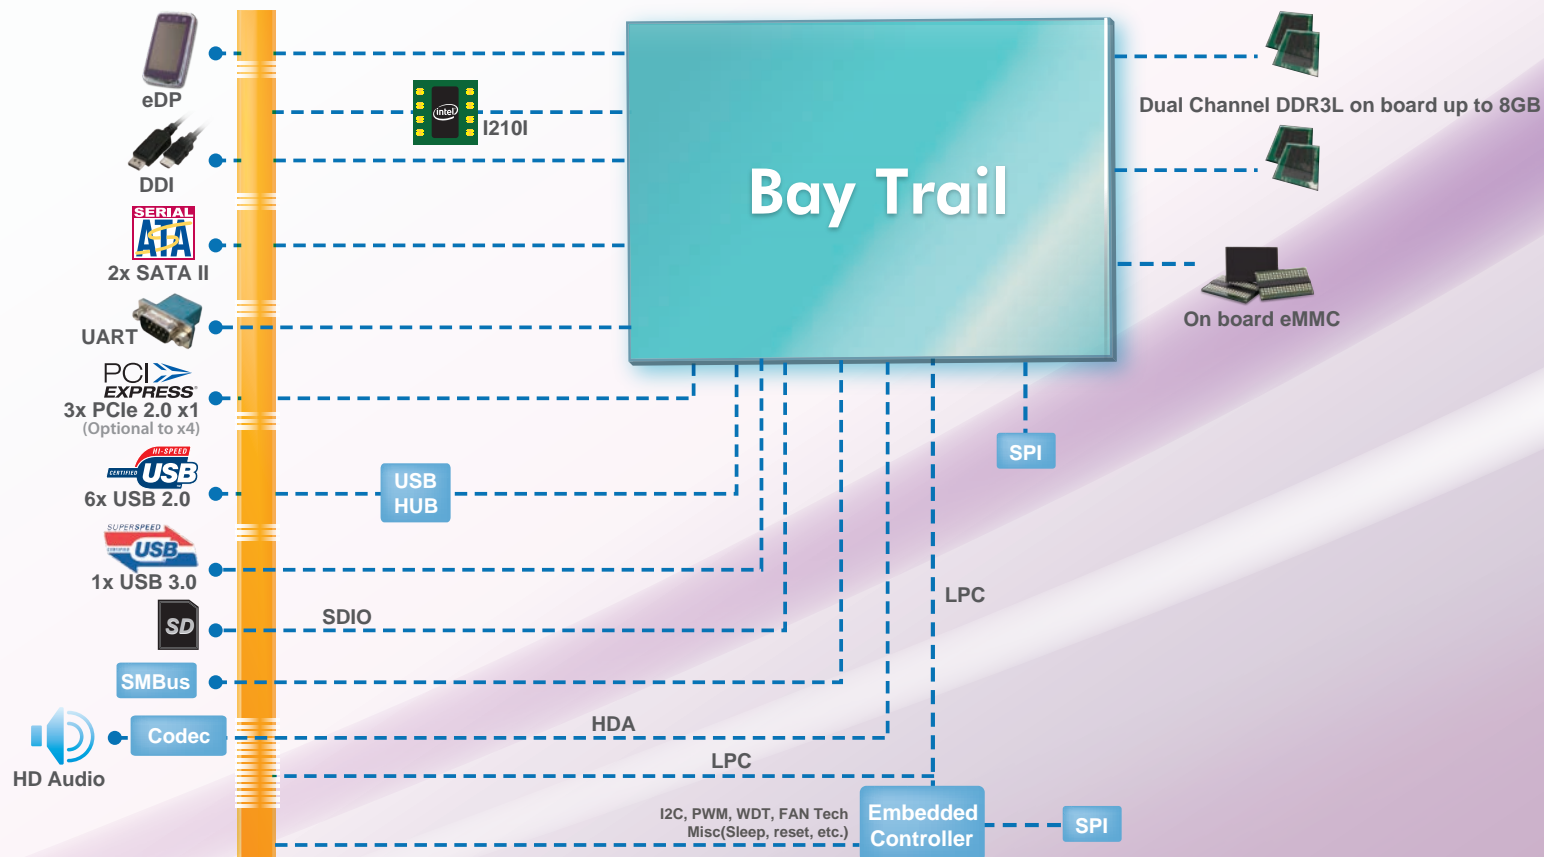 eDP
intel
I210I
Bay Trail
Dual Channel DDR3L on board up to 8GB
DDI
SERIAL
ATA
2x SATA II
On board eMMC
UART
PCI
EXPRESS®
3x PCIe 2.0 x1
(Optional to x4)
SPI
HI-SPEED
CERTIFIED
USB
6x USB 2.0
USB
HUB
SUPERSPEED
CERTIFIED
USB
1x USB 3.0
LPC
SD
SDIO
SMBus
Codec
HDA
HD Audio
LPC
I2C, PWM, WDT, FAN Tech
Misc(Sleep, reset, etc.)
Embedded
Controller
SPI